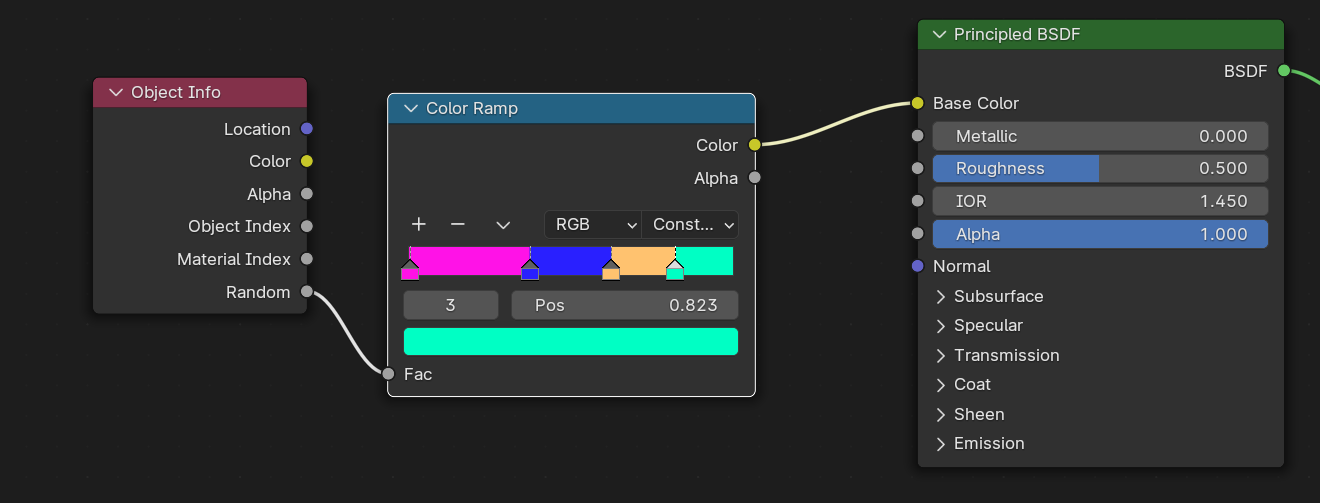 Object Info
Location
Color
Alpha
Object Index
Material Index
Random
Color Ramp
Color
Alpha
RGB Const...
3 Pos 0.823
Fac
Principled BSDF
BSDF
Base Color
Metallic 0.000
Roughness 0.500
IOR 1.450
Alpha 1.000
Normal
Subsurface
Specular
Transmission
Coat
Sheen
Emission